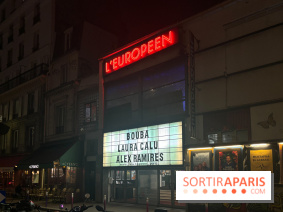 L'EUROPEEN
BOUBA
LAURA CALU
ALEX RAMIRES
SORTIRAPARIS